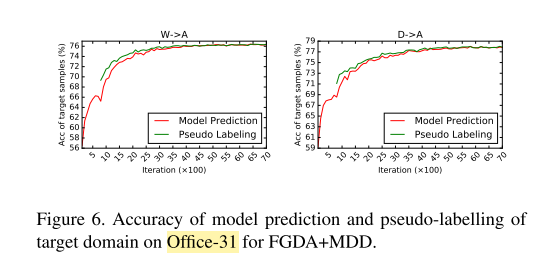 W->A
Acc of target samples (%)
76
74
72
70
68
66
64
62
60
58
56
5 10 15 20 25 30 35 40 45 50 55 60 65 70
Iteration (×100)
Model Prediction
Pseudo Labeling
D->A
Acc of target samples (%)
79
77
75
73
71
69
67
65
63
61
59
5 10 15 20 25 30 35 40 45 50 55 60 65 70
Iteration (×100)
Model Prediction
Pseudo Labeling
Figure 6. Accuracy of model prediction and pseudo-labelling of
target domain on Office-31 for FGDA+MDD.